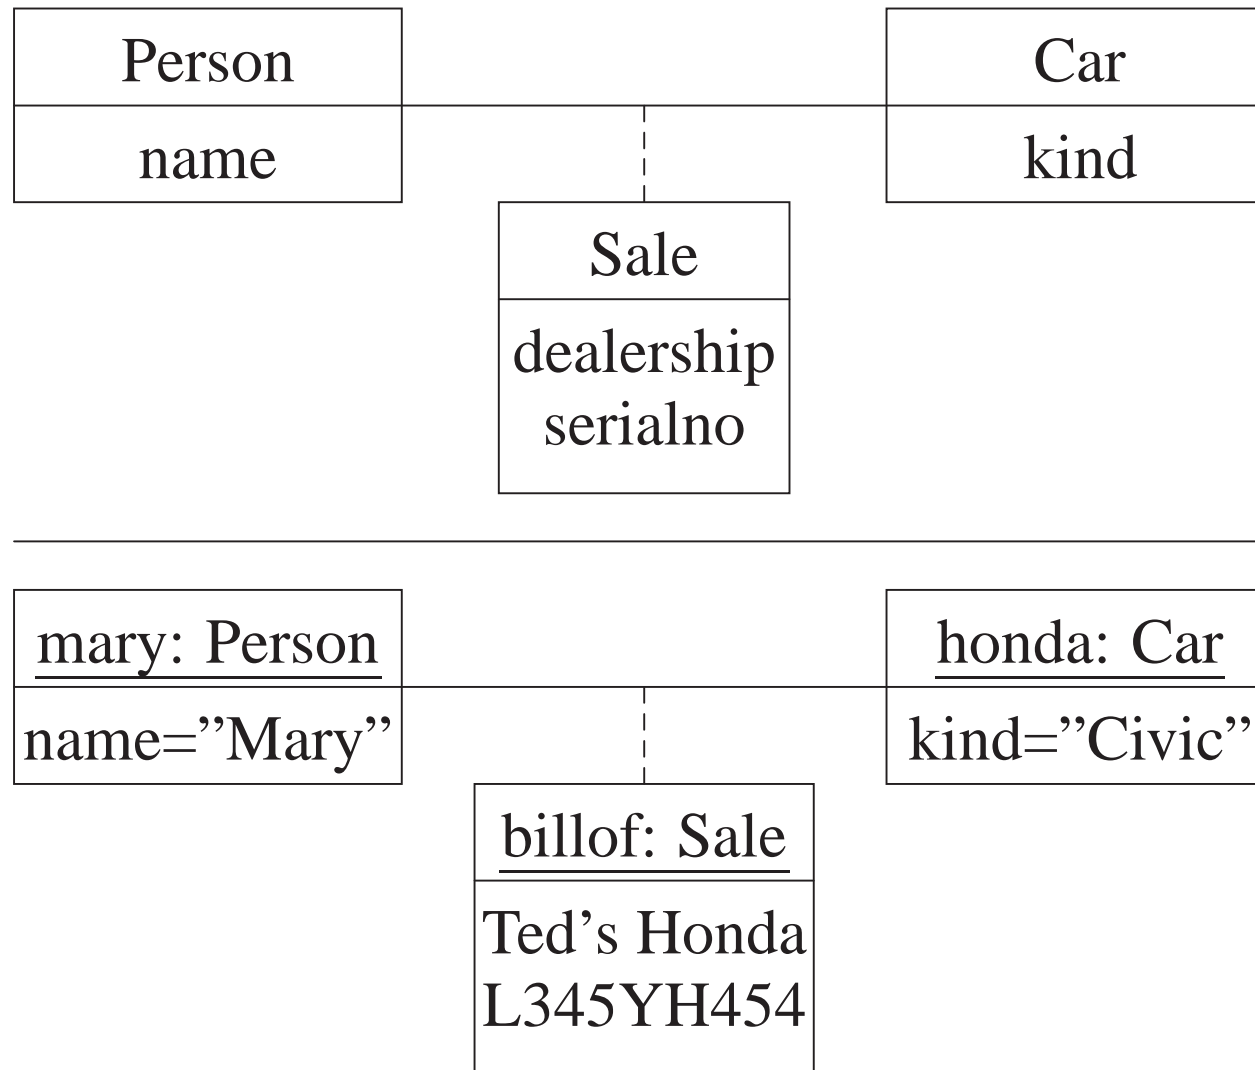 Person
Car
name
kind
Sale
dealership
serialno
mary: Person
honda: Car
name=”Mary”
kind=”Civic”
billof: Sale
Ted’s Honda
L345YH454